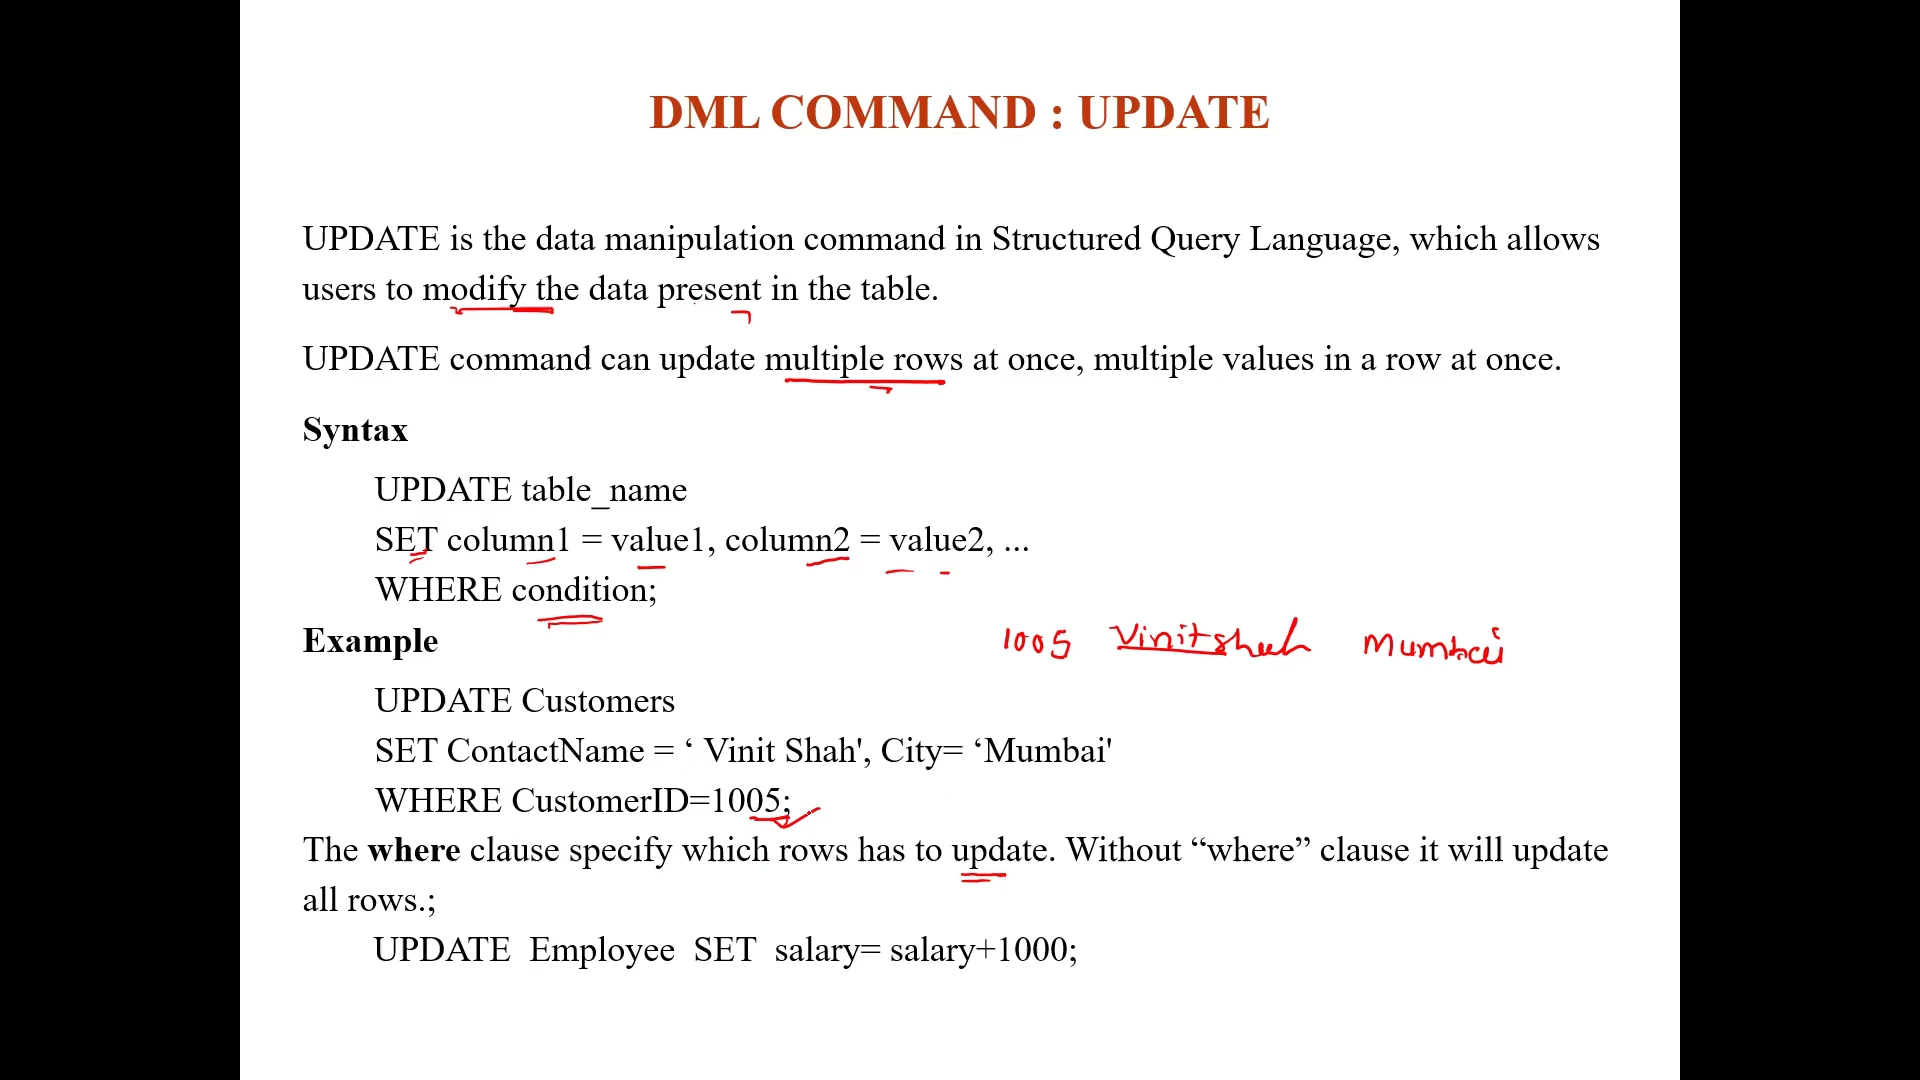 DML COMMAND : UPDATE
UPDATE is the data manipulation command in Structured Query Language, which allows
users to modify the data present in the table.
UPDATE command can update multiple rows at once, multiple values in a row at once.
Syntax
UPDATE table_name
SET column1 = value1, column2 = value2, ...
WHERE condition;
Example
1005 Vinit Shah Mumbai
UPDATE Customers
SET ContactName = ‘ Vinit Shah', City= ‘Mumbai'
WHERE CustomerID=1005;
The where clause specify which rows has to update. Without “where” clause it will update
all rows.;
UPDATE Employee SET salary= salary+1000;